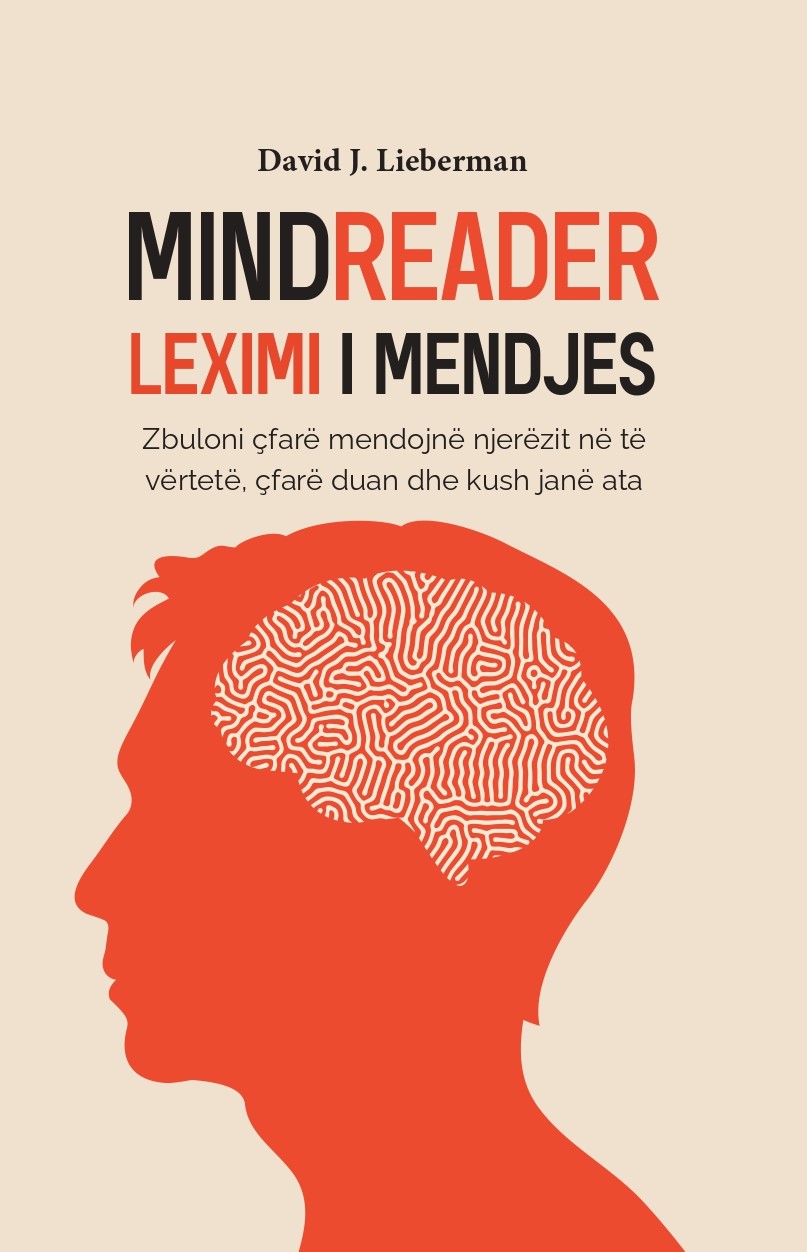 David J. Lieberman
MINDREADER
LEXIMI I MENDJES
Zbuloni çfarë mendojnë njerëzit në të
vërtetë, çfarë duan dhe kush janë ata